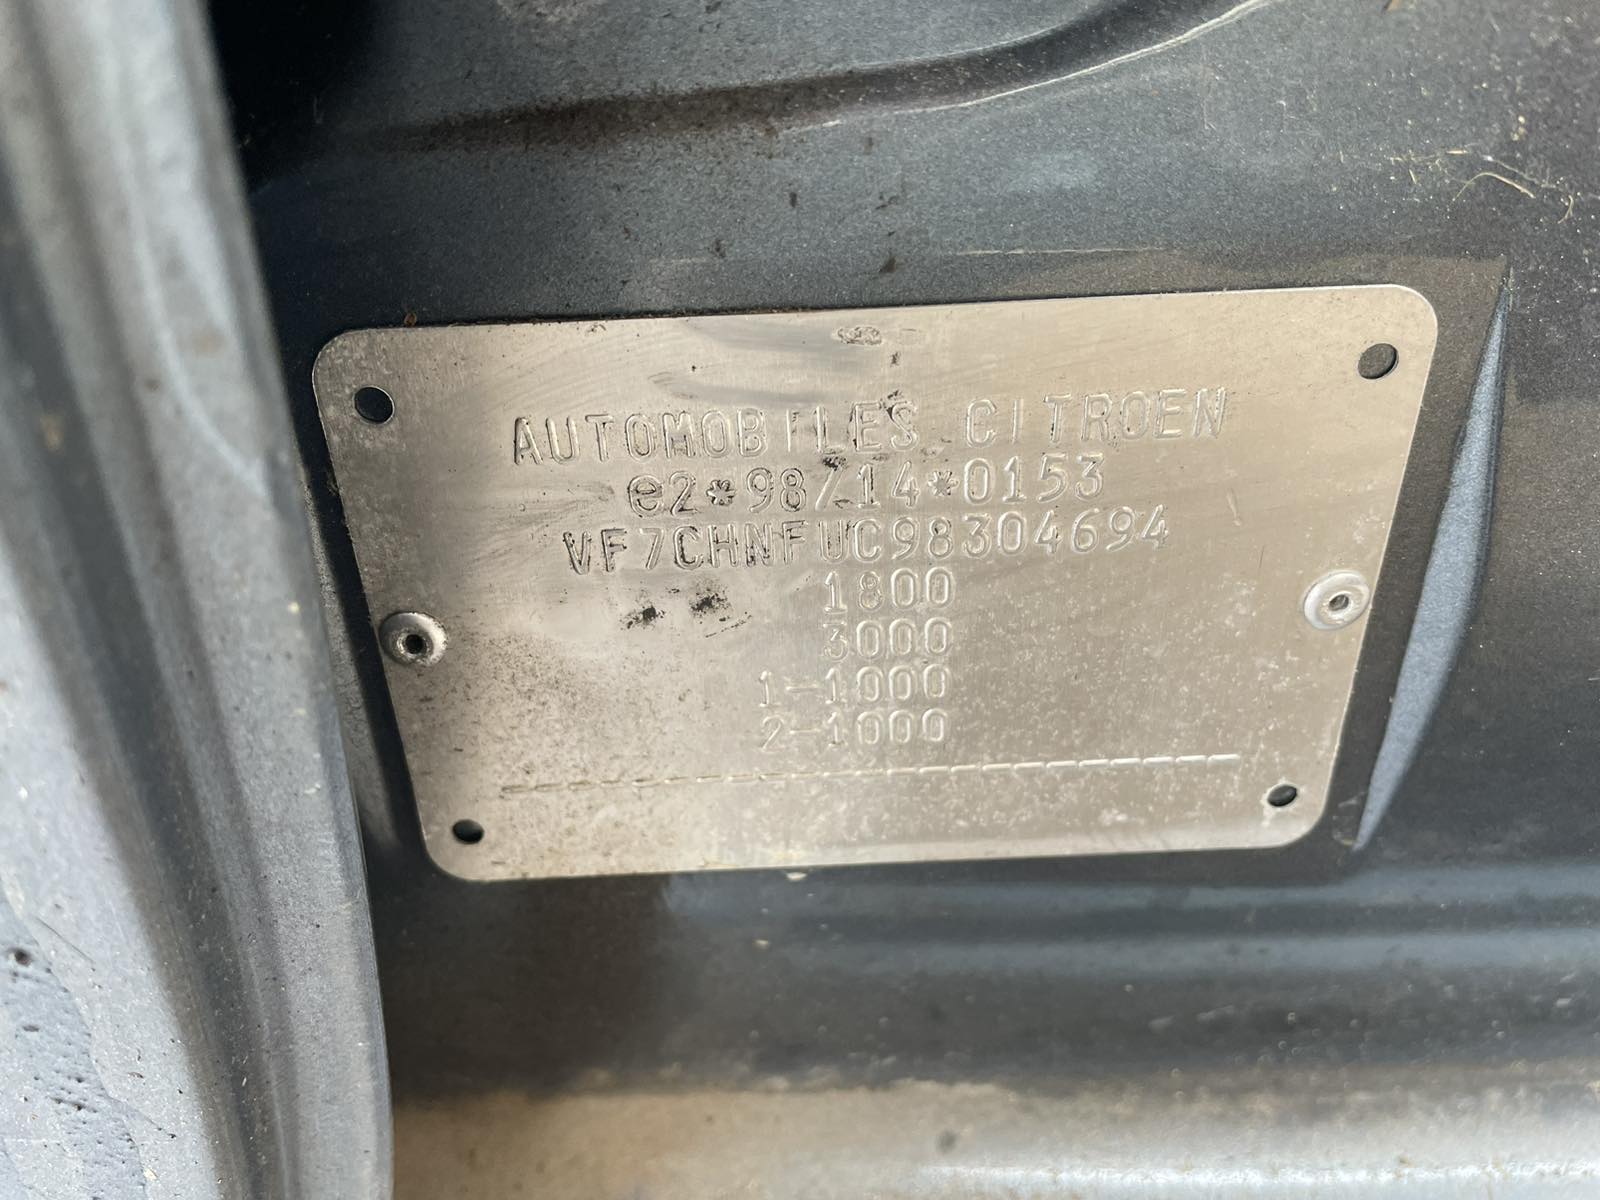 AUTOMOBILES CITROEN
e2*98/14*0153
VF7CHNFUC98304694
1800
3000
1-1000
2-1000